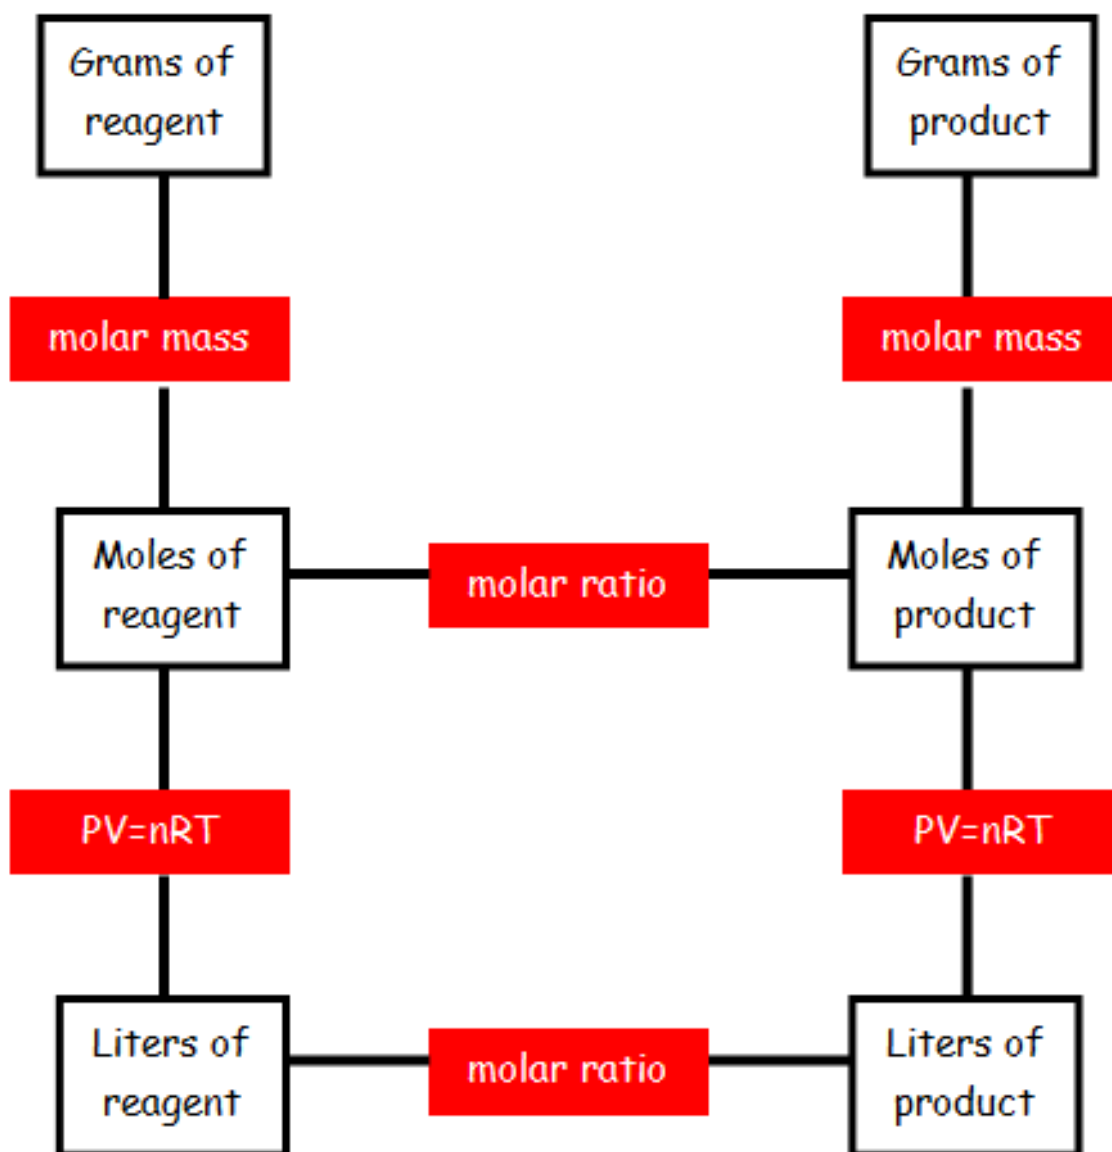 Grams of
reagent
Grams of
product
molar mass
molar mass
Moles of
reagent
molar ratio
Moles of
product
PV=nRT
PV=nRT
Liters of
reagent
molar ratio
Liters of
product